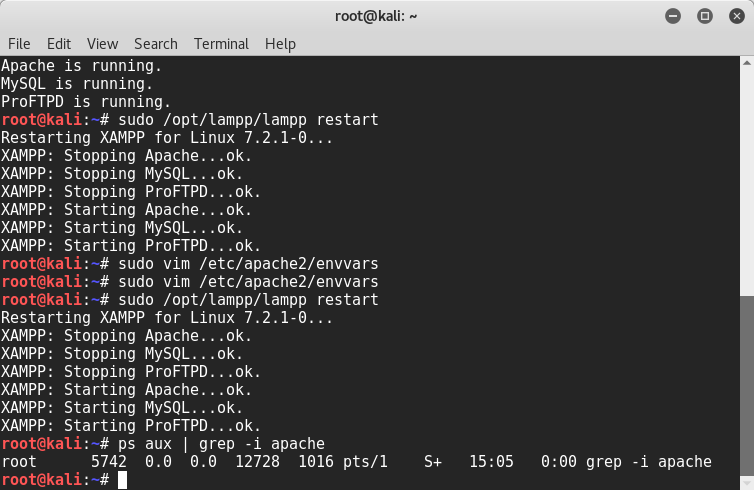 root@kali: ~
File Edit View Search Terminal Help
Apache is running.
MySQL is running.
ProFTPD is running.
root@kali:~# sudo /opt/lampp/lampp restart
Restarting XAMPP for Linux 7.2.1-0...
XAMPP: Stopping Apache...ok.
XAMPP: Stopping MySQL...ok.
XAMPP: Stopping ProFTPD...ok.
XAMPP: Starting Apache...ok.
XAMPP: Starting MySQL...ok.
XAMPP: Starting ProFTPD...ok.
root@kali:~# sudo vim /etc/apache2/envvars
root@kali:~# sudo vim /etc/apache2/envvars
root@kali:~# sudo /opt/lampp/lampp restart
Restarting XAMPP for Linux 7.2.1-0...
XAMPP: Stopping Apache...ok.
XAMPP: Stopping MySQL...ok.
XAMPP: Stopping ProFTPD...ok.
XAMPP: Starting Apache...ok.
XAMPP: Starting MySQL...ok.
XAMPP: Starting ProFTPD...ok.
root@kali:~# ps aux | grep -i apache
root      5742  0.0  0.0  12728  1016 pts/1    S+   15:05   0:00 grep -i apache
root@kali:~#